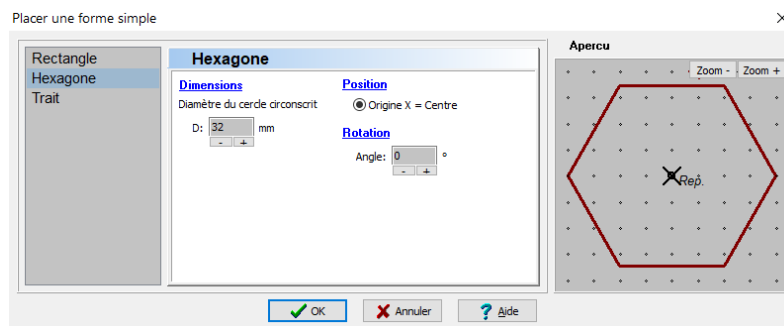 Placer une forme simple
Rectangle
Hexagone
Trait
Hexagone
Dimensions
Diamètre du cercle circonscrit
D: 32 mm
- +
Position
Origine X = Centre
Rotation
Angle: 0 °
- +
OK
Annuler
Aide
Apercu
Zoom -
Zoom +
Rep.